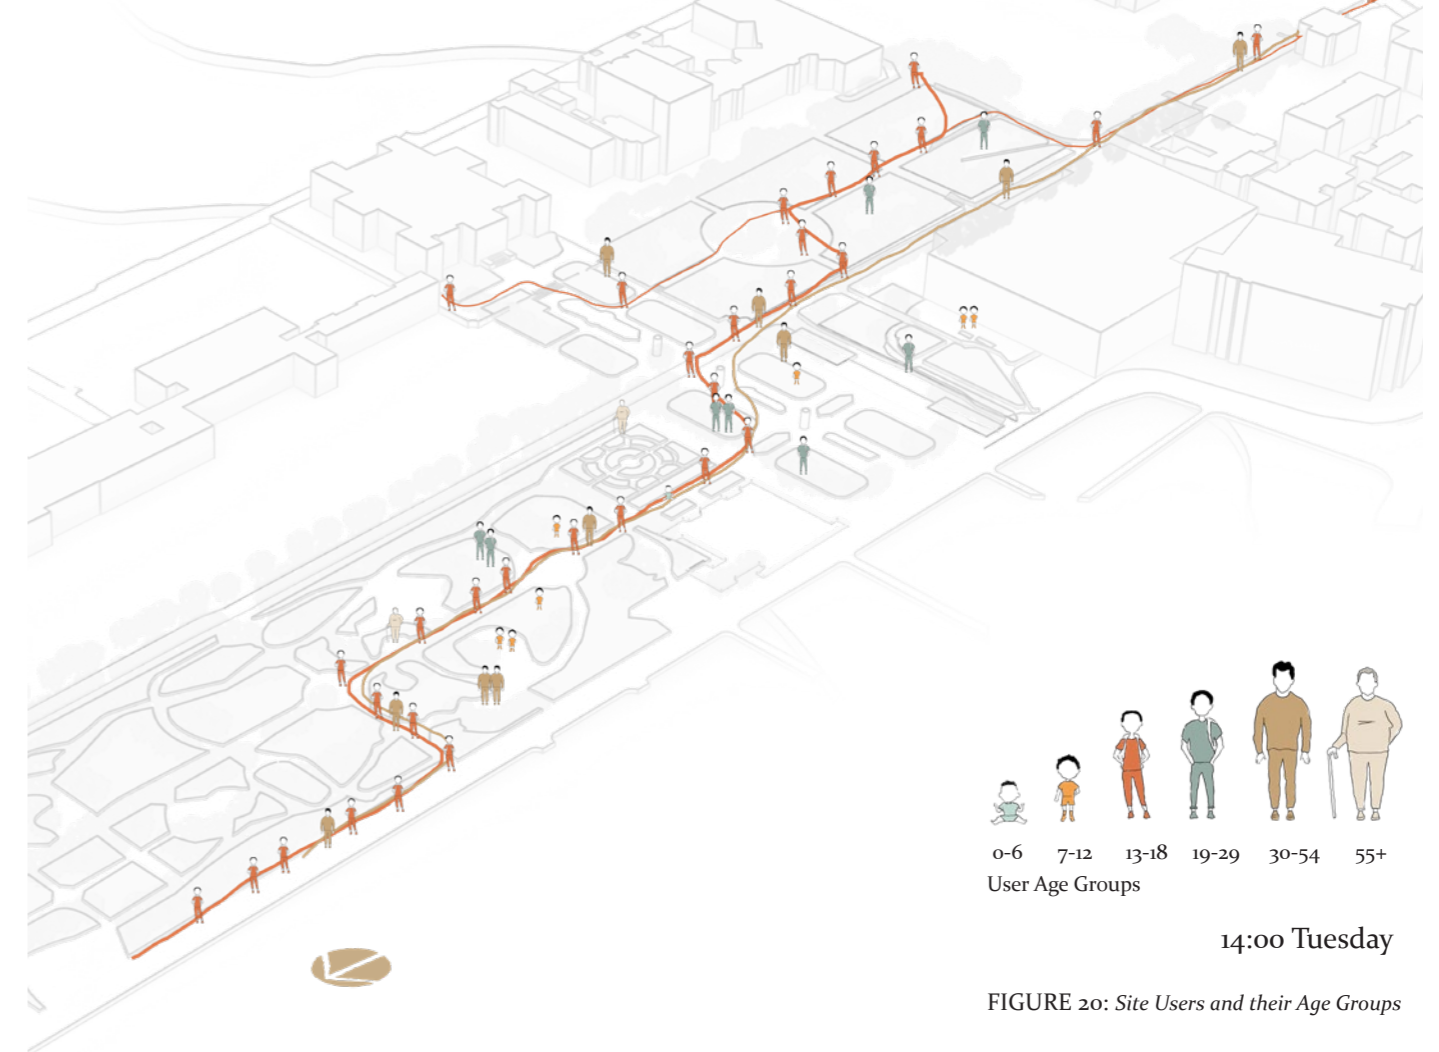 0-6 7-12 13-18 19-29 30-54 55+
User Age Groups
14:00 Tuesday
FIGURE 20: Site Users and their Age Groups